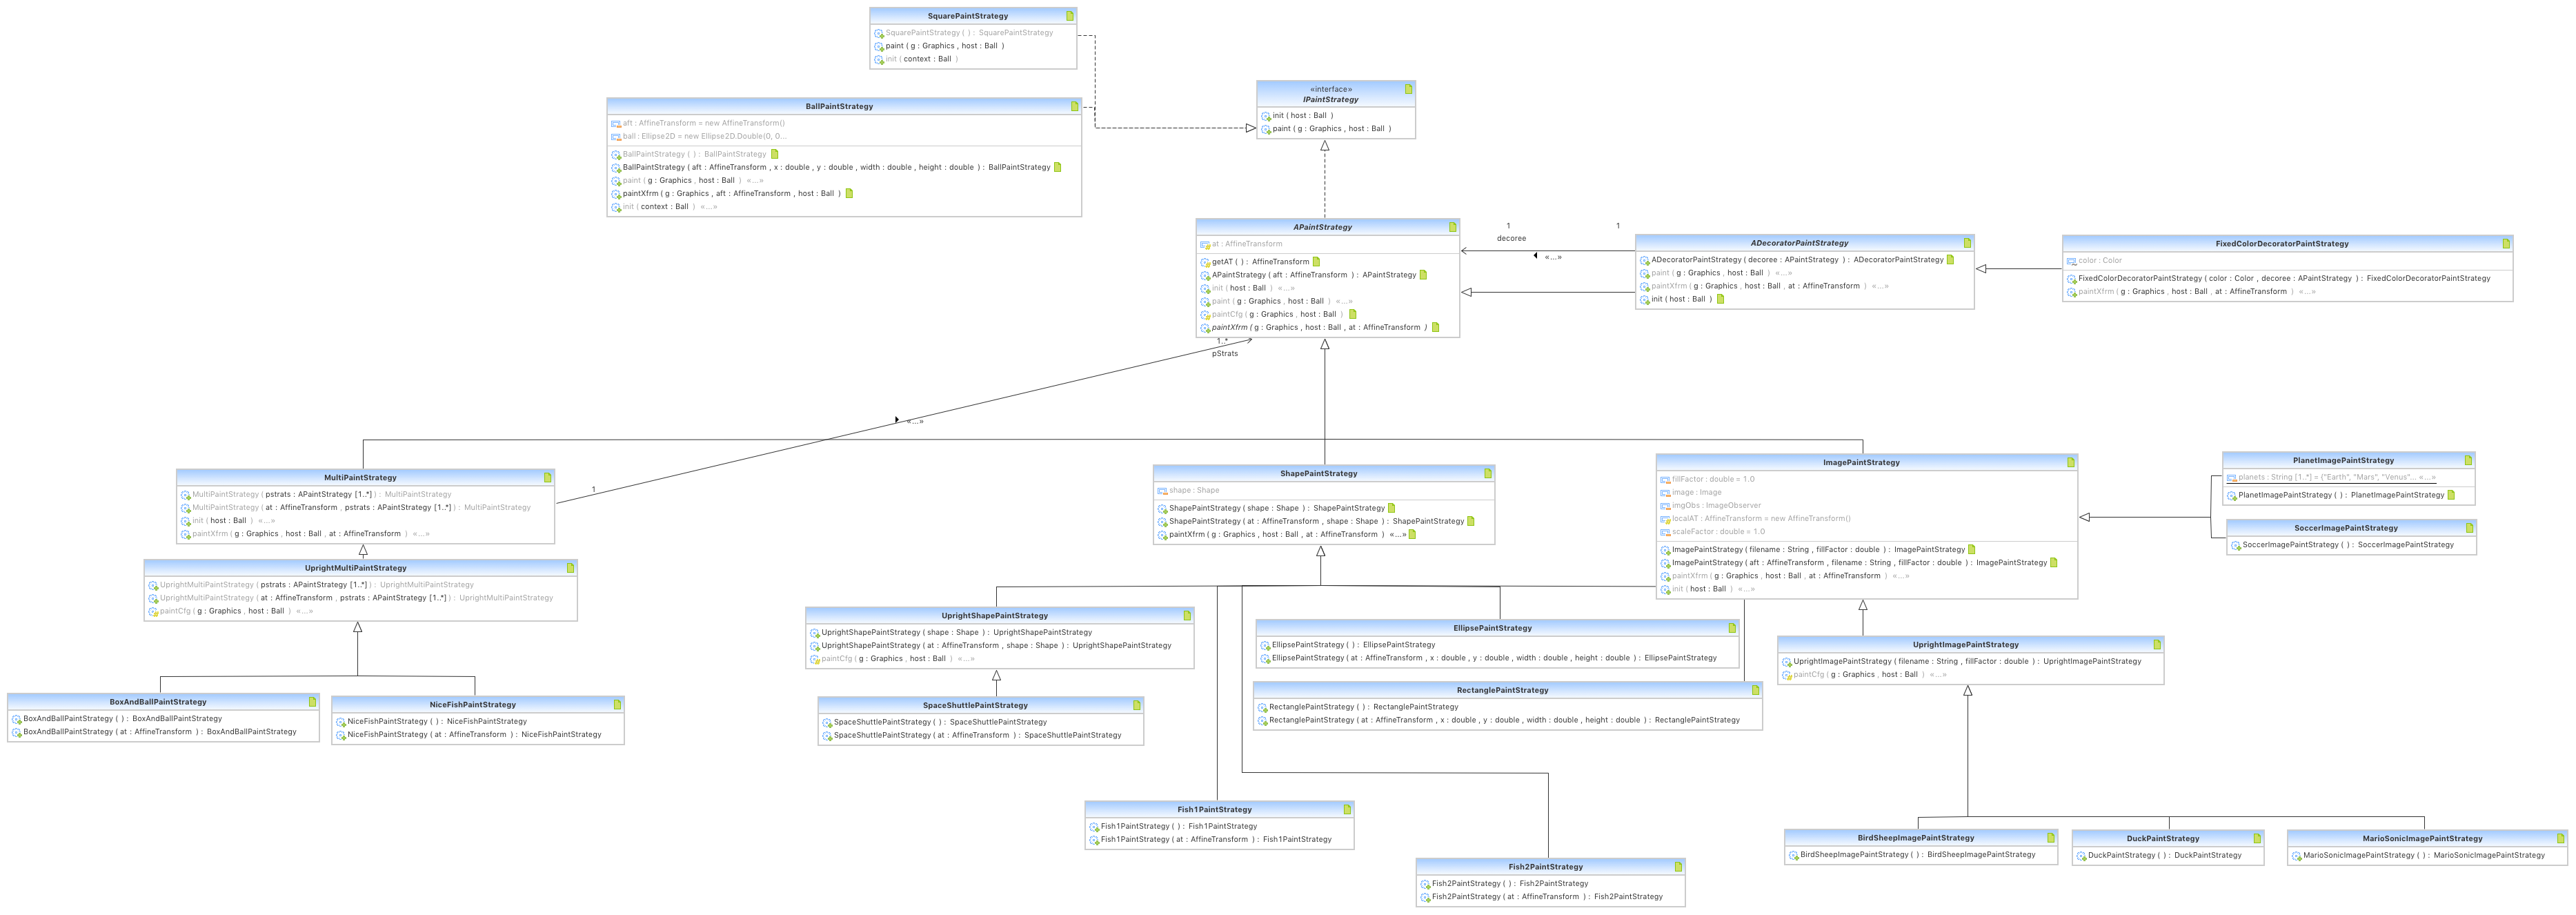 SquarePaintStrategy
SquarePaintStrategy ( ) : SquarePaintStrategy
paint ( g : Graphics , host : Ball )
init ( context : Ball )
«interface»
IPaintStrategy
init ( host : Ball )
paint ( g : Graphics , host : Ball )
BallPaintStrategy
aft : AffineTransform = new AffineTransform()
ball : Ellipse2D = new Ellipse2D.Double(0, 0...
BallPaintStrategy ( ) : BallPaintStrategy
BallPaintStrategy ( aft : AffineTransform , x : double , y : double , width : double , height : double ) : BallPaintStrategy
paint ( g : Graphics , host : Ball ) «...»
paintXfrm ( g : Graphics , aft : AffineTransform , host : Ball )
init ( context : Ball ) «...»
APaintStrategy
at : AffineTransform
getAT ( ) : AffineTransform
APaintStrategy ( aft : AffineTransform ) : APaintStrategy
init ( host : Ball ) «...»
paint ( g : Graphics , host : Ball ) «...»
paintCfg ( g : Graphics , host : Ball )
paintXfrm ( g : Graphics , host : Ball , at : AffineTransform )
1
1
decoree
«...»
ADecoratorPaintStrategy
ADecoratorPaintStrategy ( decoree : APaintStrategy ) : ADecoratorPaintStrategy
paint ( g : Graphics , host : Ball ) «...»
paintXfrm ( g : Graphics , host : Ball , at : AffineTransform ) «...»
init ( host : Ball )
FixedColorDecoratorPaintStrategy
color : Color
FixedColorDecoratorPaintStrategy ( color : Color , decoree : APaintStrategy ) : FixedColorDecoratorPaintStrategy
paintXfrm ( g : Graphics , host : Ball , at : AffineTransform ) «...»
1..*
pStrats
«...»
1
MultiPaintStrategy
MultiPaintStrategy ( pstrats : APaintStrategy [1..*] ) : MultiPaintStrategy
MultiPaintStrategy ( at : AffineTransform , pstrats : APaintStrategy [1..*] ) : MultiPaintStrategy
init ( host : Ball ) «...»
paintXfrm ( g : Graphics , host : Ball , at : AffineTransform ) «...»
ShapePaintStrategy
shape : Shape
ShapePaintStrategy ( shape : Shape ) : ShapePaintStrategy
ShapePaintStrategy ( at : AffineTransform , shape : Shape ) : ShapePaintStrategy
paintXfrm ( g : Graphics , host : Ball , at : AffineTransform ) «...»
ImagePaintStrategy
fillFactor : double = 1.0
image : Image
imgObs : ImageObserver
localAT : AffineTransform = new AffineTransform()
scaleFactor : double = 1.0
ImagePaintStrategy ( filename : String , fillFactor : double ) : ImagePaintStrategy
ImagePaintStrategy ( aft : AffineTransform , filename : String , fillFactor : double ) : ImagePaintStrategy
paintXfrm ( g : Graphics , host : Ball , at : AffineTransform ) «...»
init ( host : Ball ) «...»
PlanetImagePaintStrategy
planets : String [1..*] = {"Earth", "Mars", "Venus"... «...»
PlanetImagePaintStrategy ( ) : PlanetImagePaintStrategy
SoccerImagePaintStrategy
SoccerImagePaintStrategy ( ) : SoccerImagePaintStrategy
UprightMultiPaintStrategy
UprightMultiPaintStrategy ( pstrats : APaintStrategy [1..*] ) : UprightMultiPaintStrategy
UprightMultiPaintStrategy ( at : AffineTransform , pstrats : APaintStrategy [1..*] ) : UprightMultiPaintStrategy
paintCfg ( g : Graphics , host : Ball ) «...»
UprightShapePaintStrategy
UprightShapePaintStrategy ( shape : Shape ) : UprightShapePaintStrategy
UprightShapePaintStrategy ( at : AffineTransform , shape : Shape ) : UprightShapePaintStrategy
paintCfg ( g : Graphics , host : Ball ) «...»
EllipsePaintStrategy
EllipsePaintStrategy ( ) : EllipsePaintStrategy
EllipsePaintStrategy ( at : AffineTransform , x : double , y : double , width : double , height : double ) : EllipsePaintStrategy
UprightImagePaintStrategy
UprightImagePaintStrategy ( filename : String , fillFactor : double ) : UprightImagePaintStrategy
paintCfg ( g : Graphics , host : Ball ) «...»
BoxAndBallPaintStrategy
BoxAndBallPaintStrategy ( ) : BoxAndBallPaintStrategy
BoxAndBallPaintStrategy ( at : AffineTransform ) : BoxAndBallPaintStrategy
NiceFishPaintStrategy
NiceFishPaintStrategy ( ) : NiceFishPaintStrategy
NiceFishPaintStrategy ( at : AffineTransform ) : NiceFishPaintStrategy
SpaceShuttlePaintStrategy
SpaceShuttlePaintStrategy ( ) : SpaceShuttlePaintStrategy
SpaceShuttlePaintStrategy ( at : AffineTransform ) : SpaceShuttlePaintStrategy
RectanglePaintStrategy
RectanglePaintStrategy ( ) : RectanglePaintStrategy
RectanglePaintStrategy ( at : AffineTransform , x : double , y : double , width : double , height : double ) : RectanglePaintStrategy
Fish1PaintStrategy
Fish1PaintStrategy ( ) : Fish1PaintStrategy
Fish1PaintStrategy ( at : AffineTransform ) : Fish1PaintStrategy
Fish2PaintStrategy
Fish2PaintStrategy ( ) : Fish2PaintStrategy
Fish2PaintStrategy ( at : AffineTransform ) : Fish2PaintStrategy
BirdSheepImagePaintStrategy
BirdSheepImagePaintStrategy ( ) : BirdSheepImagePaintStrategy
DuckPaintStrategy
DuckPaintStrategy ( ) : DuckPaintStrategy
MarioSonicImagePaintStrategy
MarioSonicImagePaintStrategy ( ) : MarioSonicImagePaintStrategy